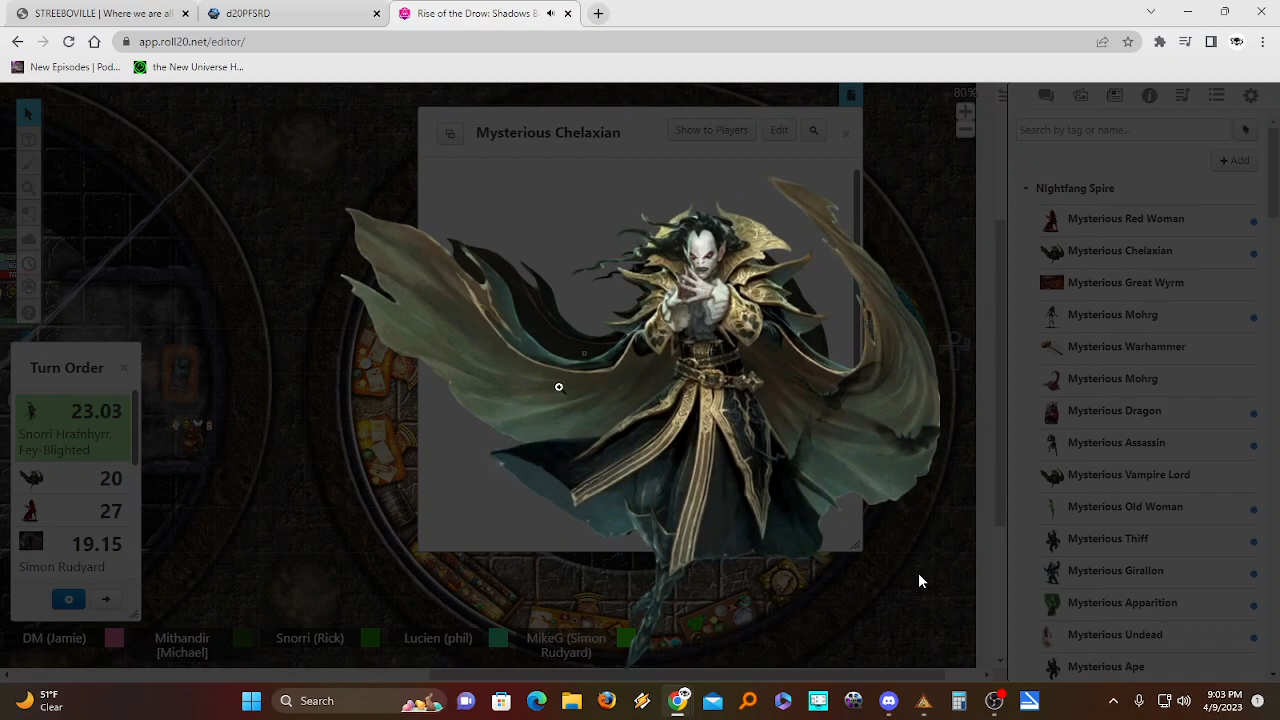 STREEBOVILLE | Where we are al
d20PFSRD
Rise of the Drow: Shadows B
app.roll20.net/editor/
New Episodes | Pod...
the New Universe H...
80%
Mysterious Chelaxian
Show to Players
Edit
Search by tag or name...
+ Add
Nightfang Spire
Mysterious Red Woman
Mysterious Chelaxian
Mysterious Great Wyrm
Mysterious Mohrg
Mysterious Warhammer
Mysterious Mohrg
Mysterious Dragon
Mysterious Assassin
Mysterious Vampire Lord
Mysterious Old Woman
Mysterious Thiff
Mysterious Girallon
Mysterious Apparition
Mysterious Undead
Mysterious Ape
Turn Order
23.03
Snorri Hrafnhyrr,
Fey-Blighted
20
27
19.15
Simon Rudyard
DM (Jamie)
Mithandir
[Michael]
Snorri (Rick)
Lucien (phil)
MikeG (Simon
Rudyard)
51°F
Clear
Search
9:03 PM
4/9/2023